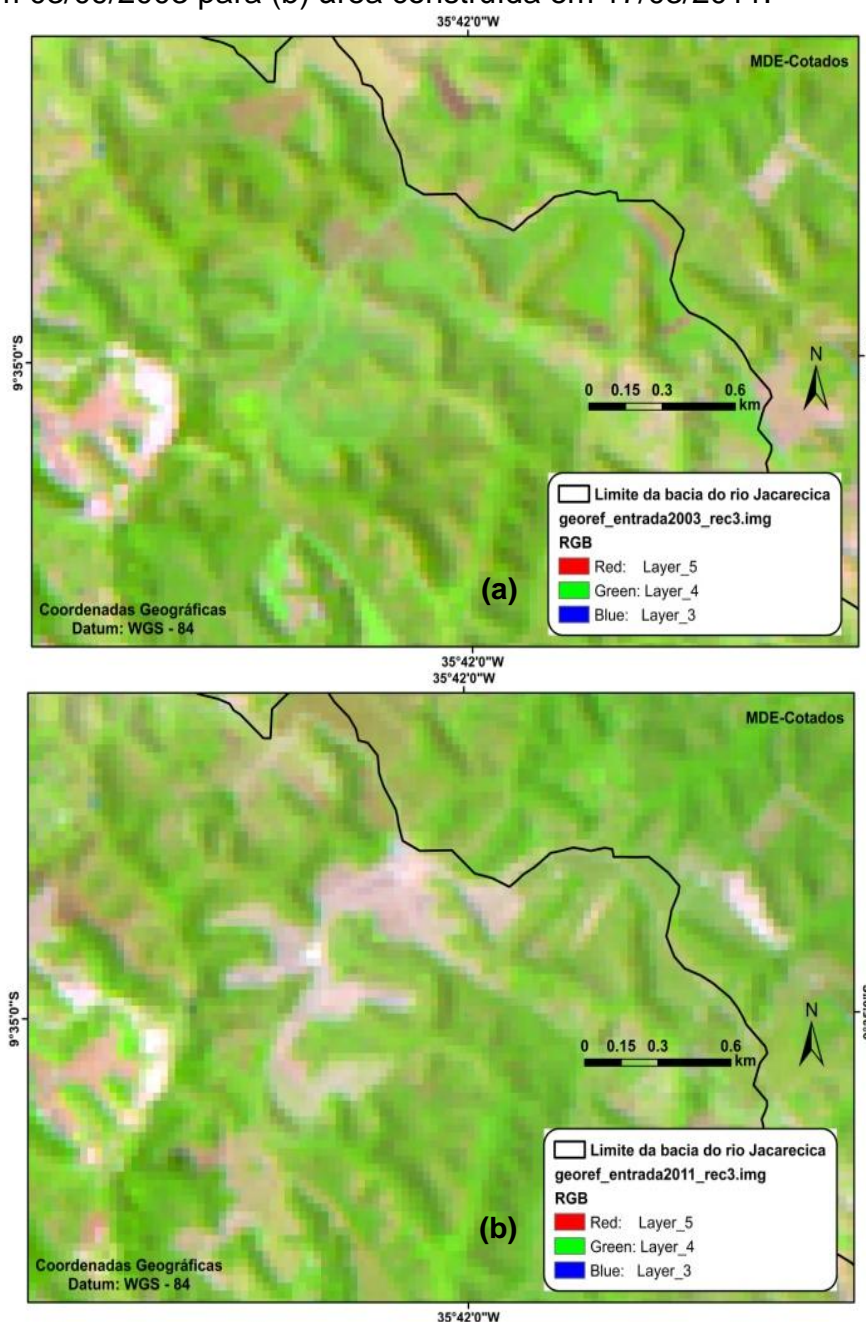 para (b) área construída em
35°42'0"W
MDE-Cotados
9°35'0"S
N
0 0.15 0.3 0.6
km
Limite da bacia do rio Jacarecica
georef_entrada2003_rec3.img
RGB
Red: Layer_5
Green: Layer_4
Blue: Layer_3
(a)
Coordenadas Geográficas
Datum: WGS - 84
35°42'0"W
35°42'0"W
MDE-Cotados
9°35'0"S
N
0 0.15 0.3 0.6
km
Limite da bacia do rio Jacarecica
georef_entrada2011_rec3.img
RGB
Red: Layer_5
Green: Layer_4
Blue: Layer_3
(b)
Coordenadas Geográficas
Datum: WGS - 84
35°42'0"W